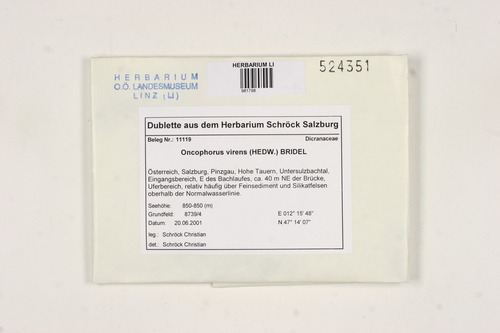 HERBARIUM
O.Ö. LANDESMUSEUM
LINZ (LI)
HERBARIUM LI
981798
524351
Dublette aus dem Herbarium Schröck Salzburg
Beleg Nr.: 11119 Dicranaceae
Oncophorus virens (HEDW.) BRIDEL
Österreich, Salzburg, Pinzgau, Hohe Tauern, Untersulzbachtal,
Eingangsbereich, E des Bachlaufes, ca. 40 m NE der Brücke,
Uferbereich, relativ häufig über Feinsediment und Silikatfelsen
oberhalb der Normalwasserlinie.
Seehöhe: 850-850 (m)
Grundfeld: 8739/4 E 012° 15' 48"
Datum: 20.06.2001 N 47° 14' 07"
leg.: Schröck Christian
det.: Schröck Christian